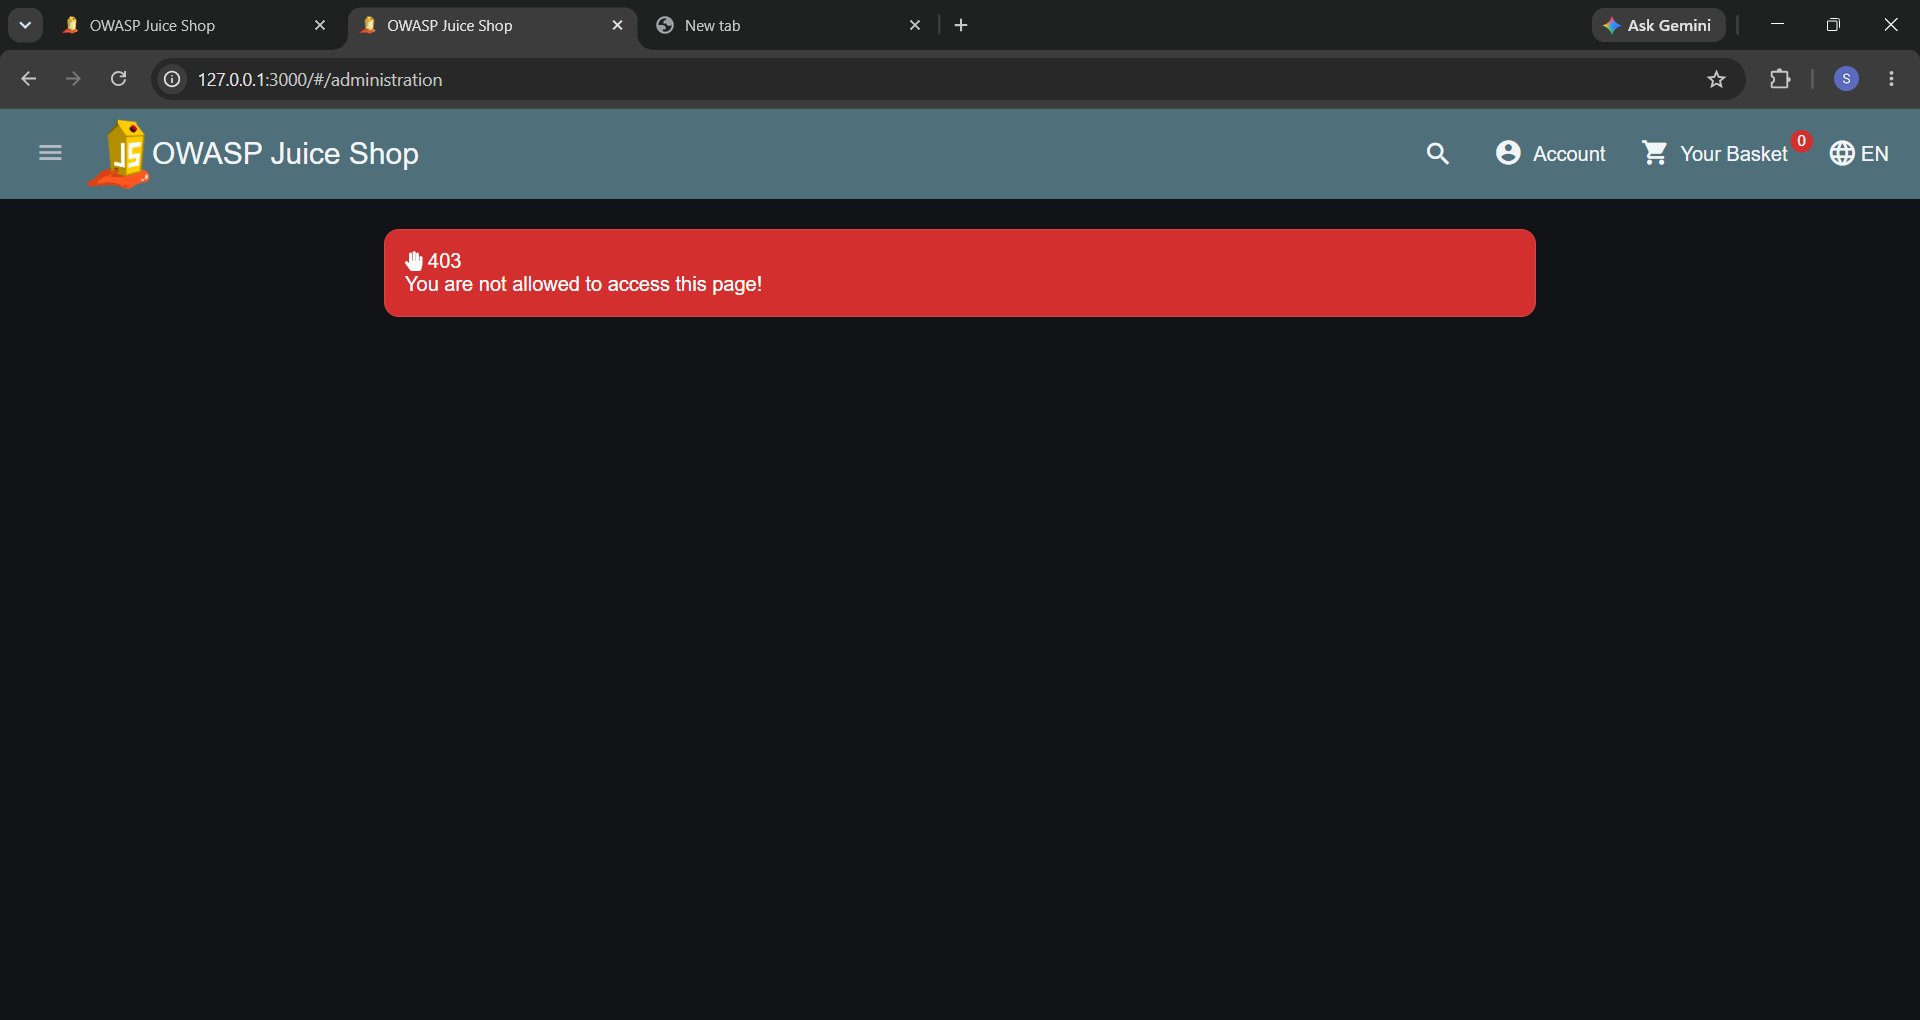 OWASP Juice Shop
OWASP Juice Shop
New tab
Ask Gemini
127.0.0.1:3000/#/administration
S
JS
OWASP Juice Shop
Account
Your Basket
0
EN
403
You are not allowed to access this page!